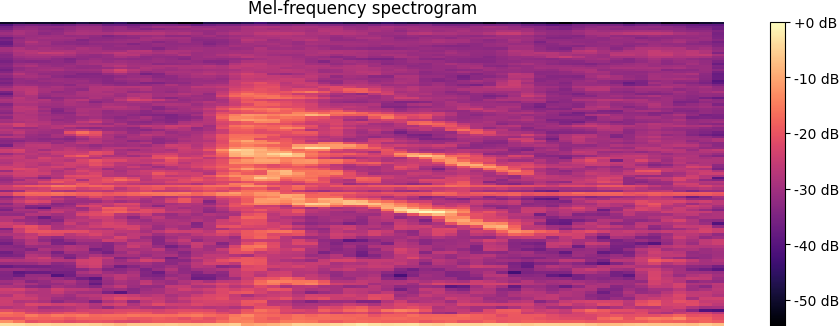 Mel-frequency spectrogram
+0 dB
-10 dB
-20 dB
-30 dB
-40 dB
-50 dB